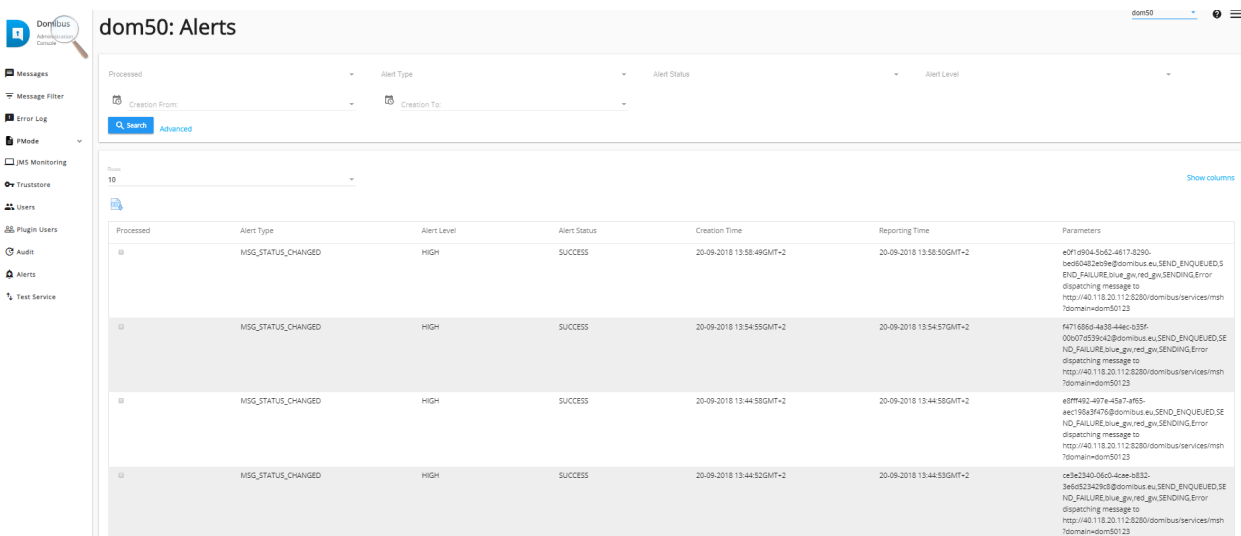 Domibus
Administration
Console
dom50: Alerts
dom50
Messages
Message Filter
Error Log
PMode
JMS Monitoring
Truststore
Users
Plugin Users
Audit
Alerts
Test Service
Processed Alert Type Alert Status Alert Level
Creation From: Creation To:
Search Advanced
Rows
10
Show columns
Processed Alert Type Alert Level Alert Status Creation Time Reporting Time Parameters
MSG_STATUS_CHANGED HIGH SUCCESS 20-09-2018 13:58:49GMT+2 20-09-2018 13:58:50GMT+2 e0f1d904-5b62-4617-8290-
bed60482eb9e@domibus.eu,SEND_ENQUEUED,S
END_FAILURE,blue_gw,red_gw,SENDING,Error
dispatching message to
http://40.118.20.112:8280/domibus/services/msh
?domain=dom50123
MSG_STATUS_CHANGED HIGH SUCCESS 20-09-2018 13:54:55GMT+2 20-09-2018 13:54:57GMT+2 f471686d-4a38-44ec-b35f-
00b07d539c42@domibus.eu,SEND_ENQUEUED,SE
ND_FAILURE,blue_gw,red_gw,SENDING,Error
dispatching message to
http://40.118.20.112:8280/domibus/services/msh
?domain=dom50123
MSG_STATUS_CHANGED HIGH SUCCESS 20-09-2018 13:44:58GMT+2 20-09-2018 13:44:58GMT+2 e8fff492-497e-45a7-af65-
aec198a3f476@domibus.eu,SEND_ENQUEUED,SE
ND_FAILURE,blue_gw,red_gw,SENDING,Error
dispatching message to
http://40.118.20.112:8280/domibus/services/msh
?domain=dom50123
MSG_STATUS_CHANGED HIGH SUCCESS 20-09-2018 13:44:52GMT+2 20-09-2018 13:44:53GMT+2 ce3e2340-06c0-4cae-b832-
3e6d523429c8@domibus.eu,SEND_ENQUEUED,SE
ND_FAILURE,blue_gw,red_gw,SENDING,Error
dispatching message to
http://40.118.20.112:8280/domibus/services/msh
?domain=dom50123